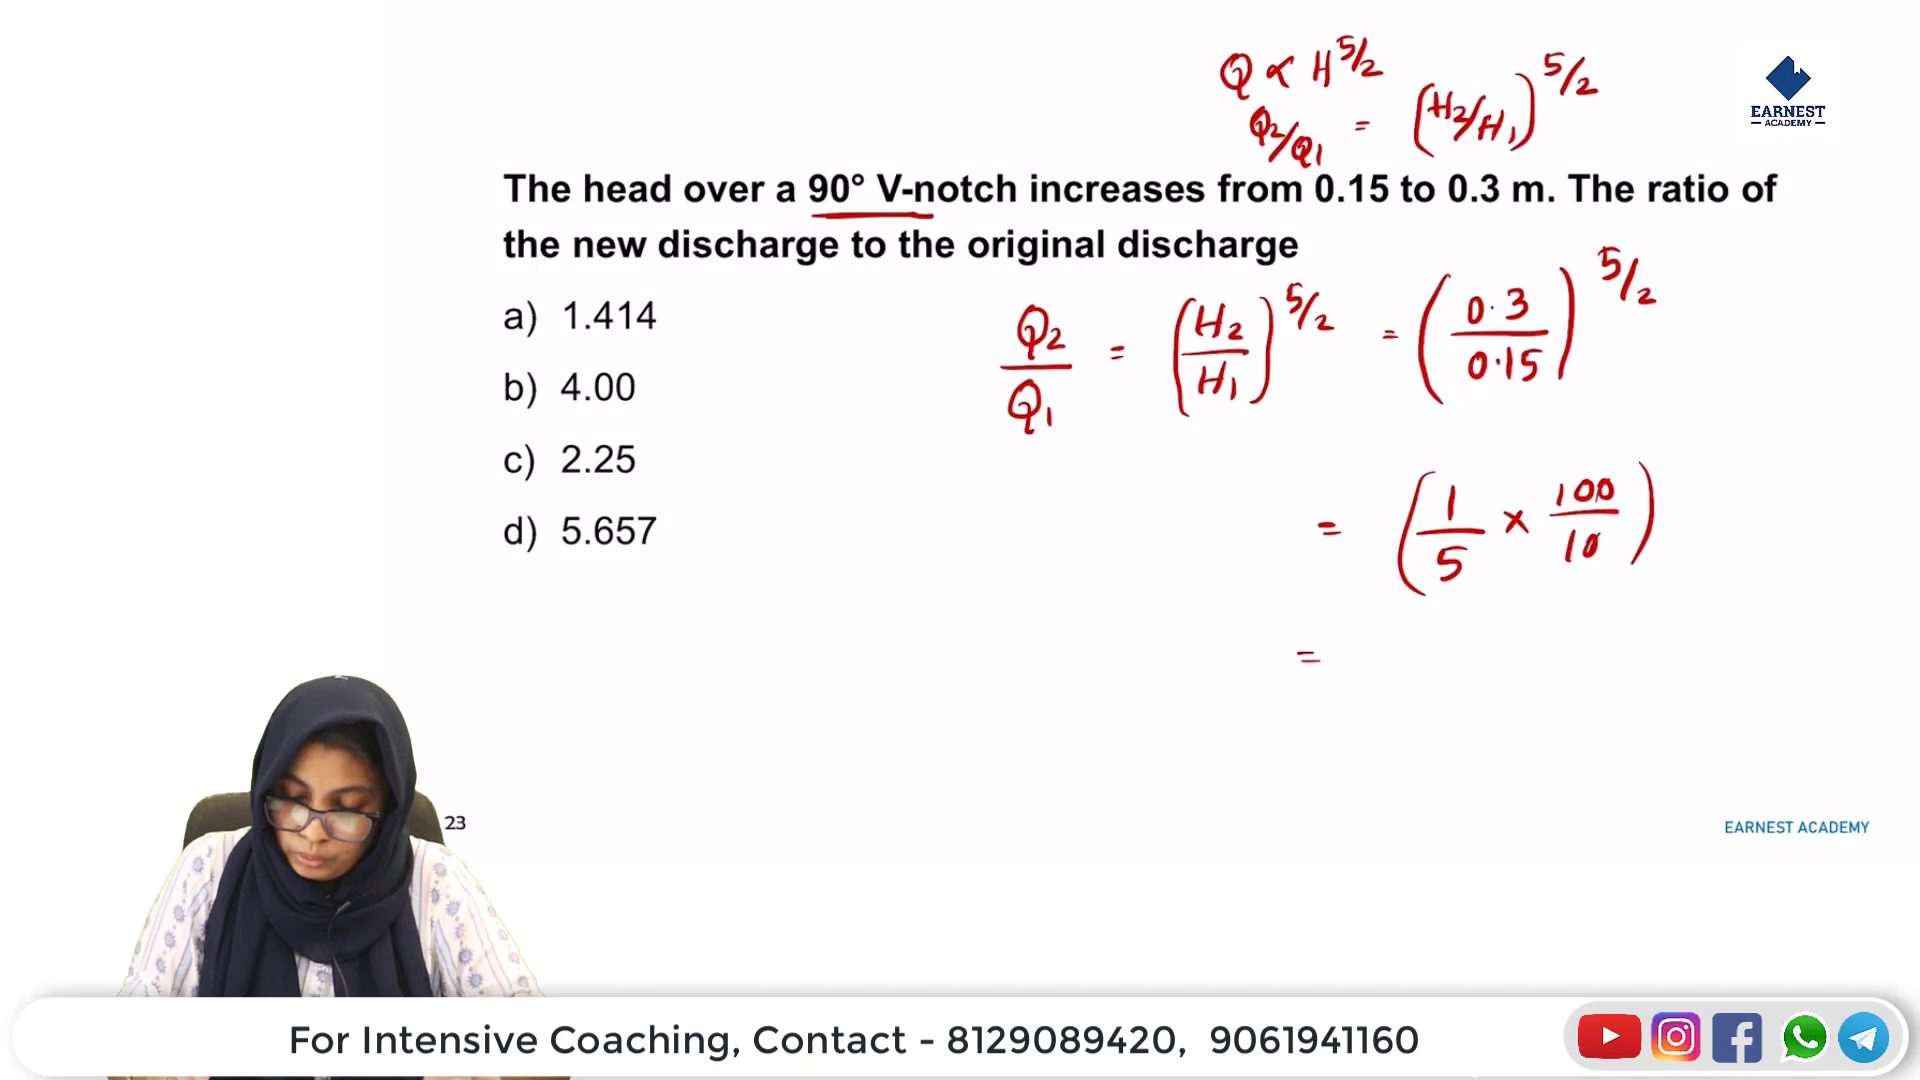 Q ∝ H^5/2
Q2/Q1 = (H2/H1)^5/2
EARNEST
ACADEMY
The head over a 90° V-notch increases from 0.15 to 0.3 m. The ratio of
the new discharge to the original discharge
a) 1.414
b) 4.00
c) 2.25
d) 5.657
Q2/Q1 = (H2/H1)^5/2 = (0.3/0.15)^5/2
= (1/5 × 100/10)
=
23
EARNEST ACADEMY
For Intensive Coaching, Contact - 8129089420, 9061941160